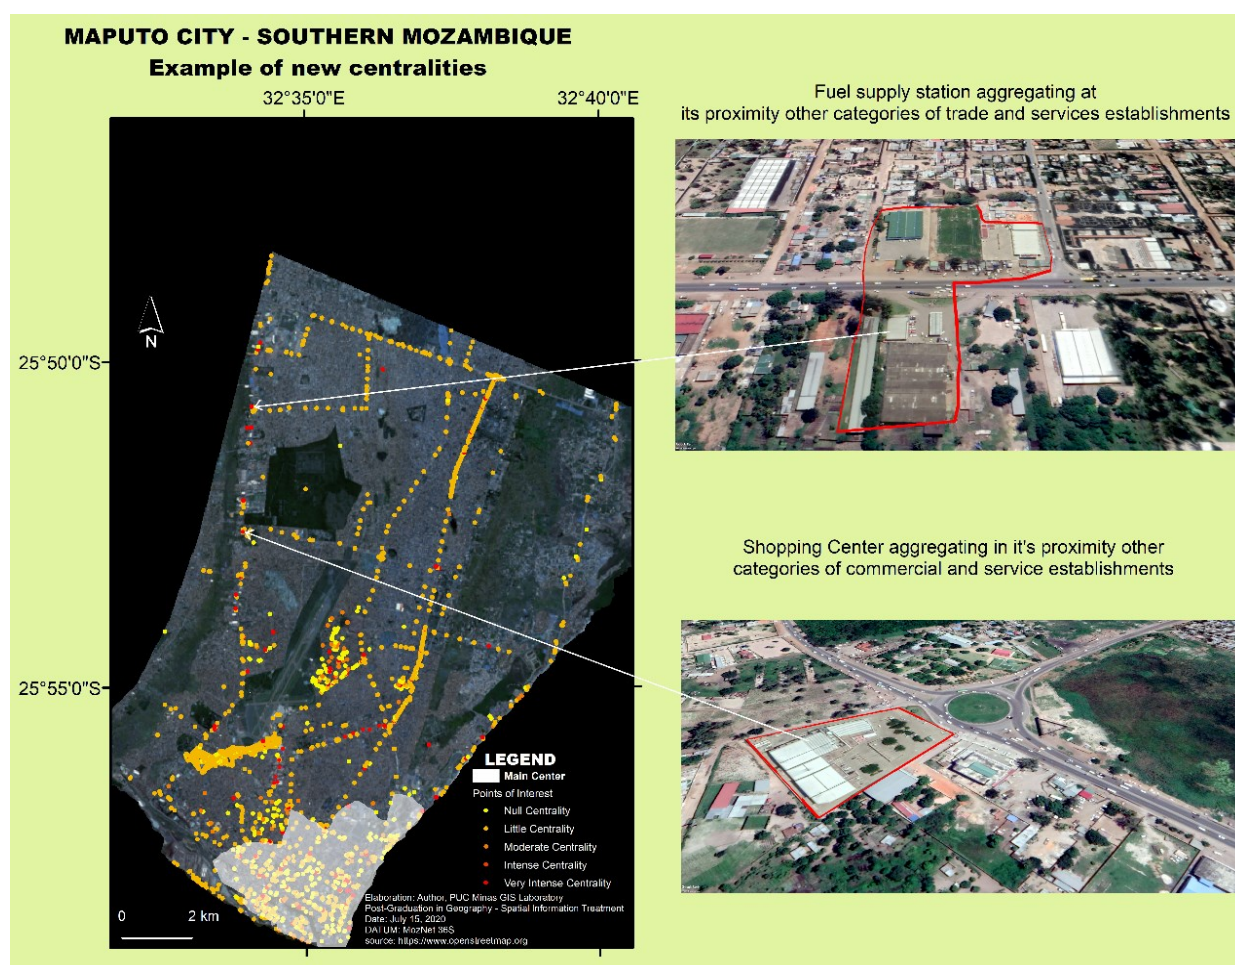 MAPUTO CITY - SOUTHERN MOZAMBIQUE
Example of new centralities
32°35'0"E
32°40'0"E
25°50'0"S
25°55'0"S
N
LEGEND
Main Center
Points of Interest
Null Centrality
Little Centrality
Moderate Centrality
Intense Centrality
Very Intense Centrality
Elaboration: Author, PUC Minas GIS Laboratory
Post-Graduation in Geography - Spatial Information Treatment
Date: July 15, 2020
DATUM: MozNet 36S
source: https://www.openstreetmap.org
0 2 km
Fuel supply station aggregating at
its proximity other categories of trade and services establishments
Shopping Center aggregating in it's proximity other
categories of commercial and service establishments